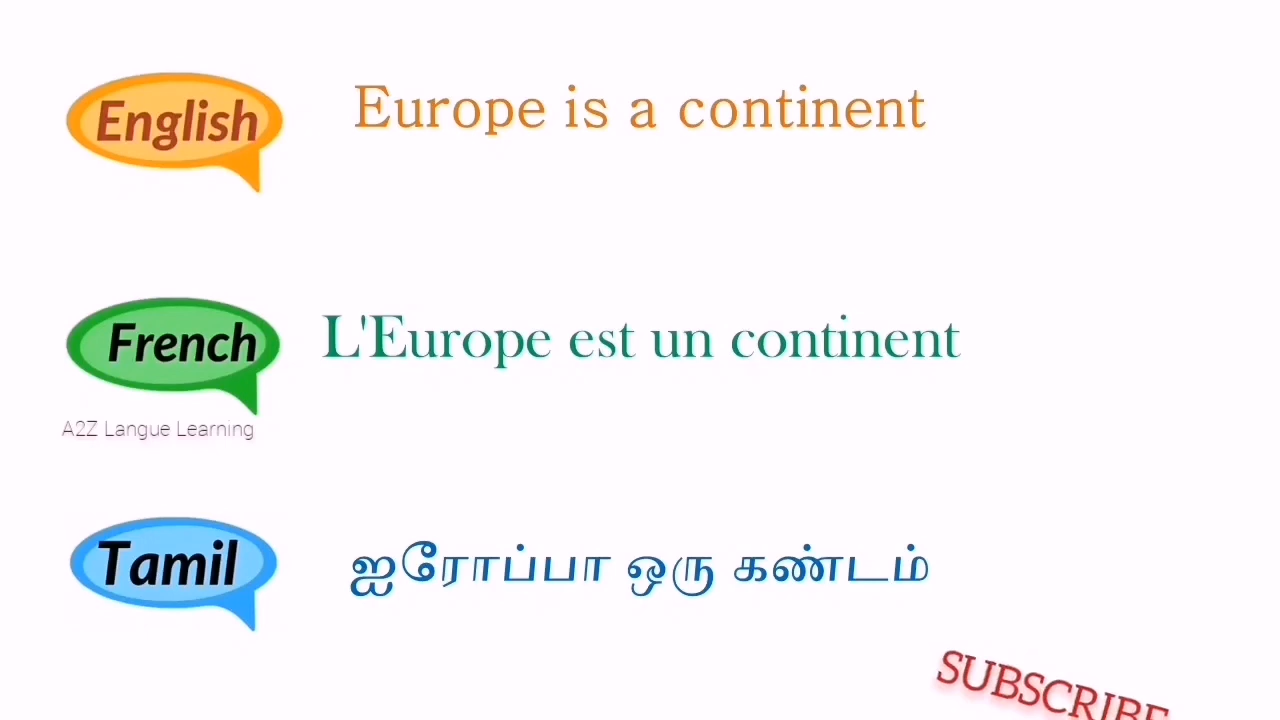 English
Europe is a continent
French
L'Europe est un continent
A2Z Langue Learning
Tamil
ஐரோப்பா ஒரு கண்டம்
SUBSCRIBE